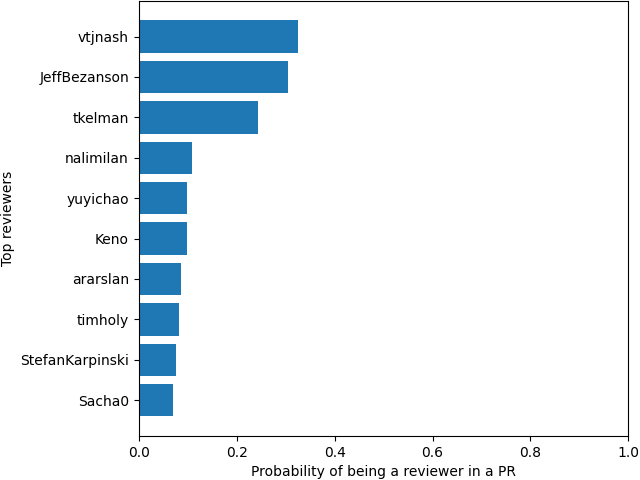 Top reviewers
vtjnash
JeffBezanson
tkelman
nalimilan
yuyichao
Keno
ararslan
timholy
StefanKarpinski
Sacha0
0.0 0.2 0.4 0.6 0.8 1.0
Probability of being a reviewer in a PR